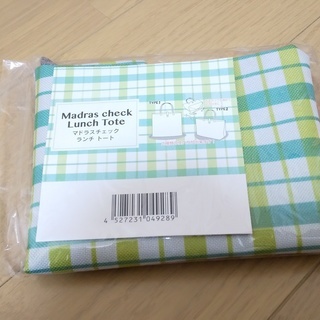 Madras check
Lunch Tote
マドラスチェック
ランチ トート
4 527231 049289